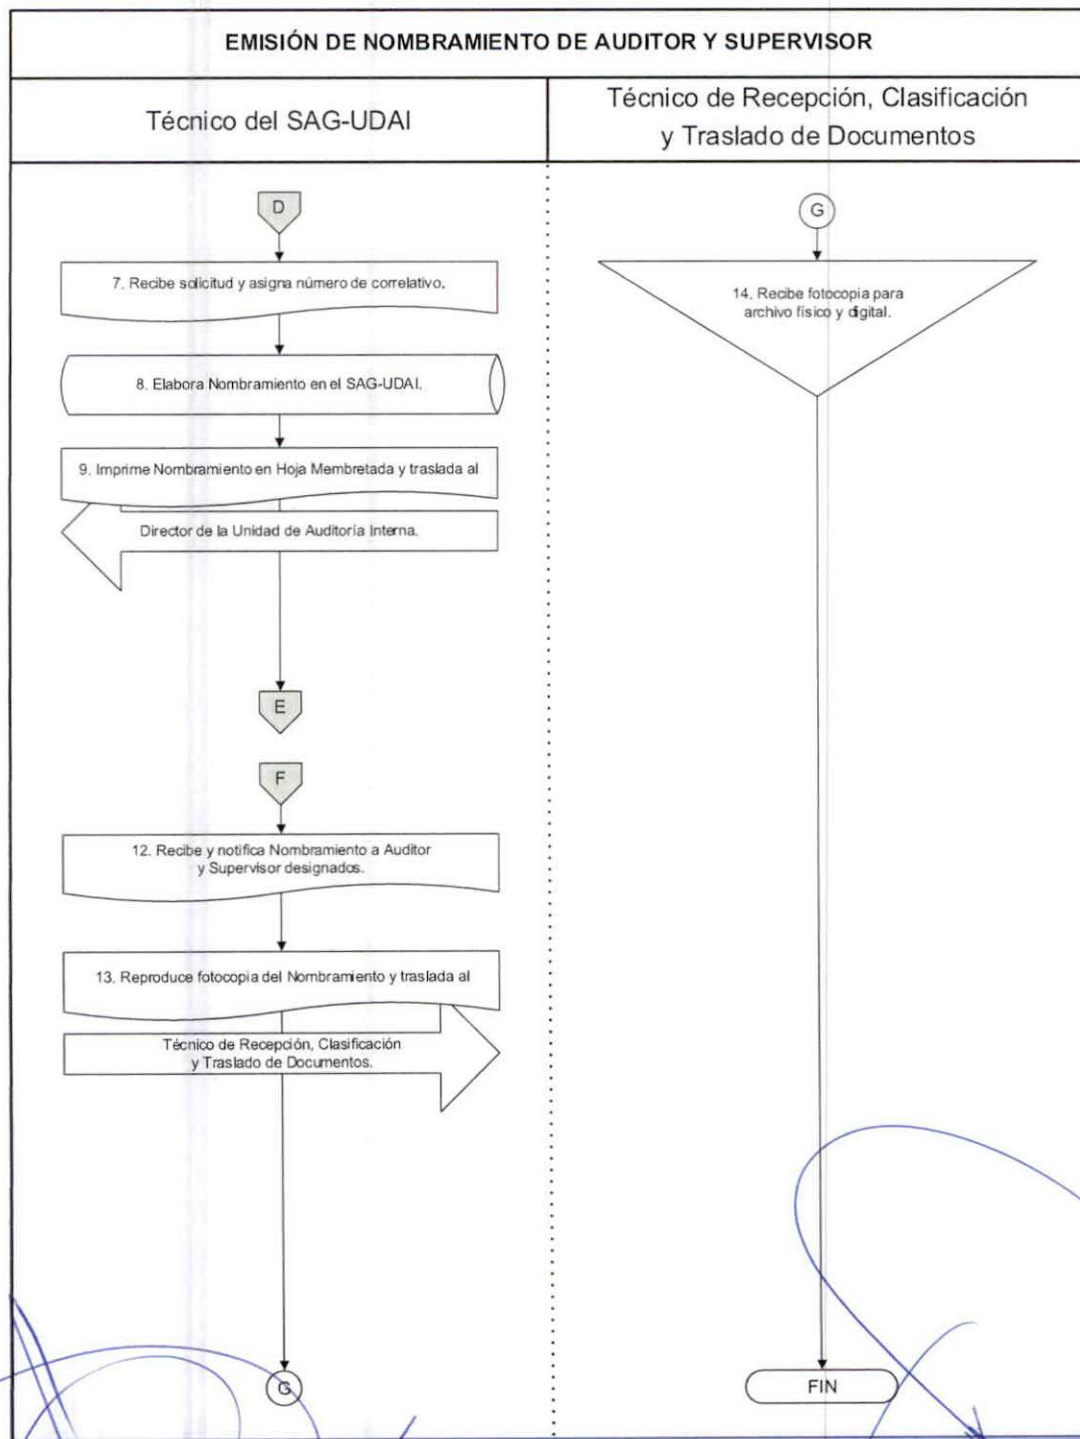 EMISIÓN DE NOMBRAMIENTO DE AUDITOR Y SUPERVISOR
Técnico del SAG-UDAI
Técnico de Recepción, Clasificación
y Traslado de Documentos
D
7. Recibe solicitud y asigna número de correlativo.
8. Elabora Nombramiento en el SAG-UDAI.
9. Imprime Nombramiento en Hoja Membretada y traslada al
Director de la Unidad de Auditoría Interna.
E
F
12. Recibe y notifica Nombramiento a Auditor
y Supervisor designados.
13. Reproduce fotocopia del Nombramiento y traslada al
Técnico de Recepción, Clasificación
y Traslado de Documentos.
G
G
14. Recibe fotocopia para
archivo físico y digital.
FIN